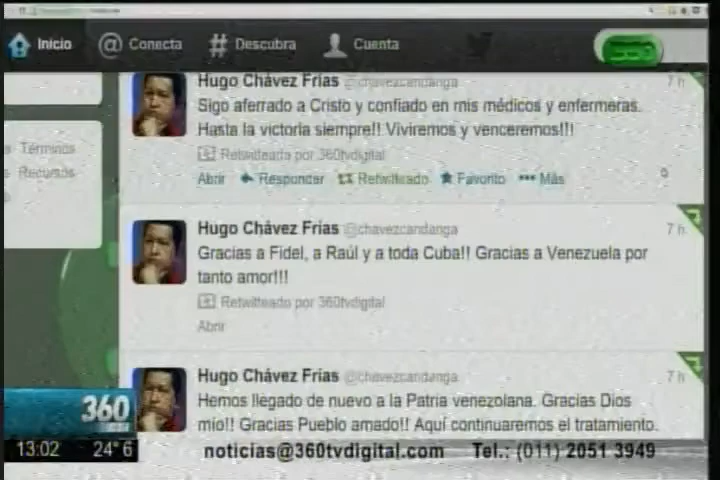 Inicio Conecta Descubra Cuenta
360
Hugo Chávez Frías @chavezcandanga 7 h
Sigo aferrado a Cristo y confiado en mis médicos y enfermeras.
Hasta la victoria siempre!! Viviremos y venceremos!!!
Retwitteado por 360tvdigital
Abrir Responder Retwitteado Favorito Más
Términos
Recursos
Hugo Chávez Frías @chavezcandanga 7 h
Gracias a Fidel, a Raúl y a toda Cuba!! Gracias a Venezuela por
tanto amor!!!
Retwitteado por 360tvdigital
Abrir
Hugo Chávez Frías @chavezcandanga 7 h
Hemos llegado de nuevo a la Patria venezolana. Gracias Dios
mio!! Gracias Pueblo amado!! Aquí continuaremos el tratamiento.
360
13:02 24° 6
noticias@360tvdigital.com Tel.: (011) 2051 3949